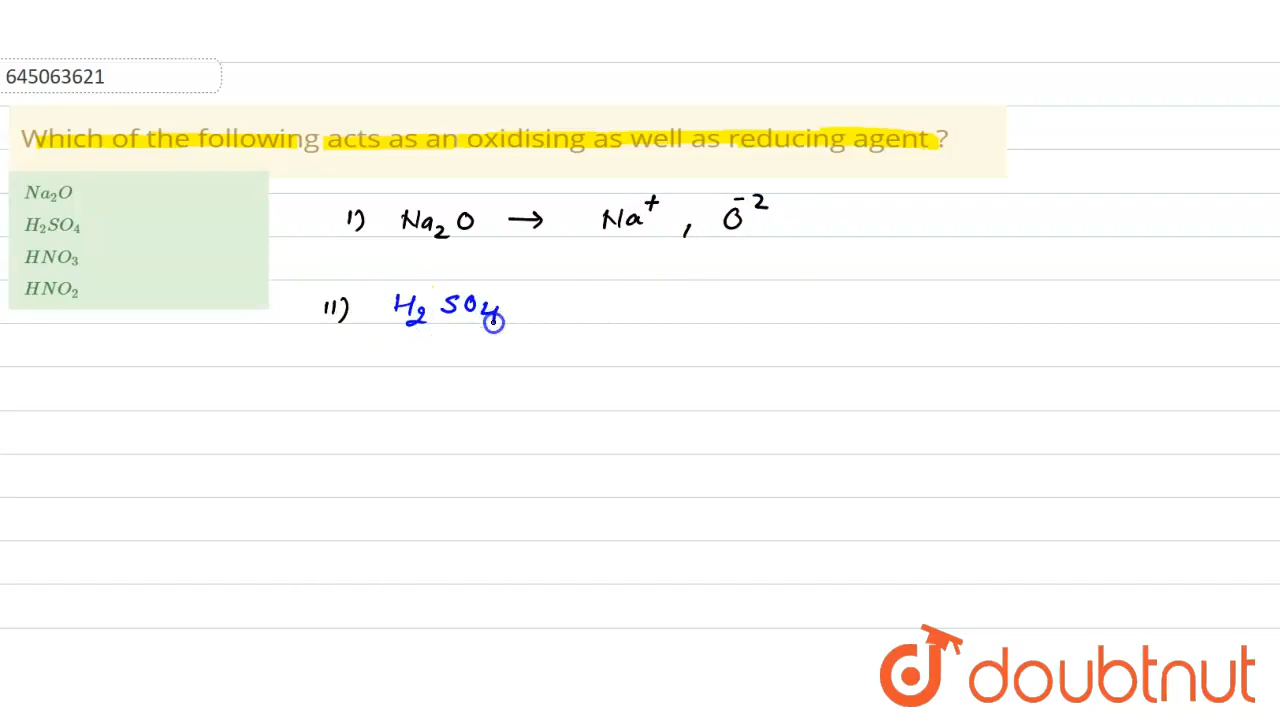 645063621
Which of the following acts as an oxidising as well as reducing agent ?
Na₂O
H₂SO₄
HNO₃
HNO₂
1) Na₂O → Na⁺, O⁻²
11) H₂SO₄
doubtnut